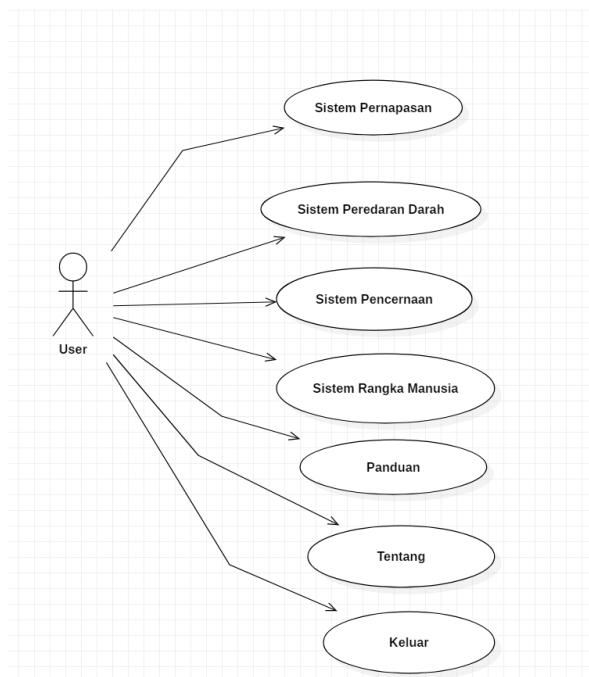 Sistem Pernapasan
Sistem Peredaran Darah
Sistem Pencernaan
User
Sistem Rangka Manusia
Panduan
Tentang
Keluar